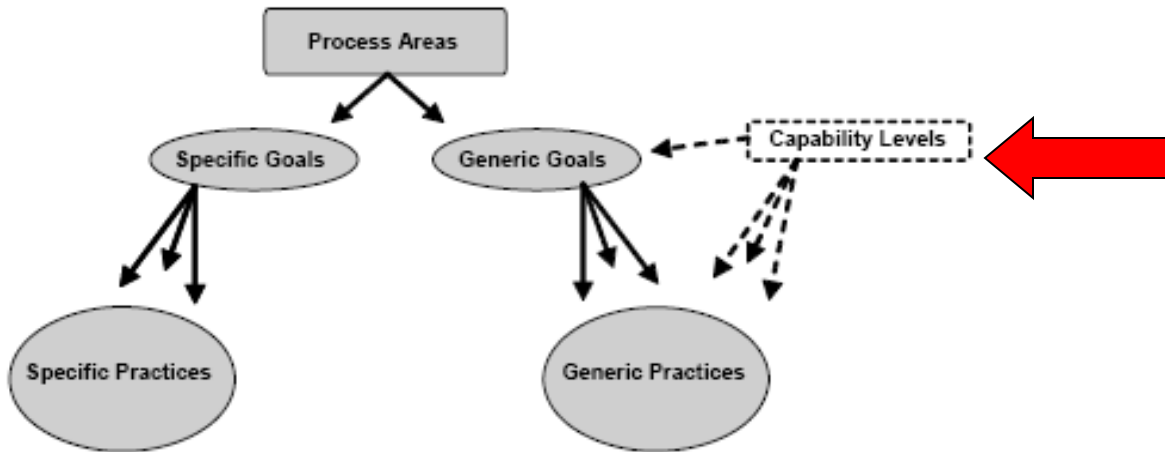 Process Areas
Specific Goals
Generic Goals
Capability Levels
Specific Practices
Generic Practices